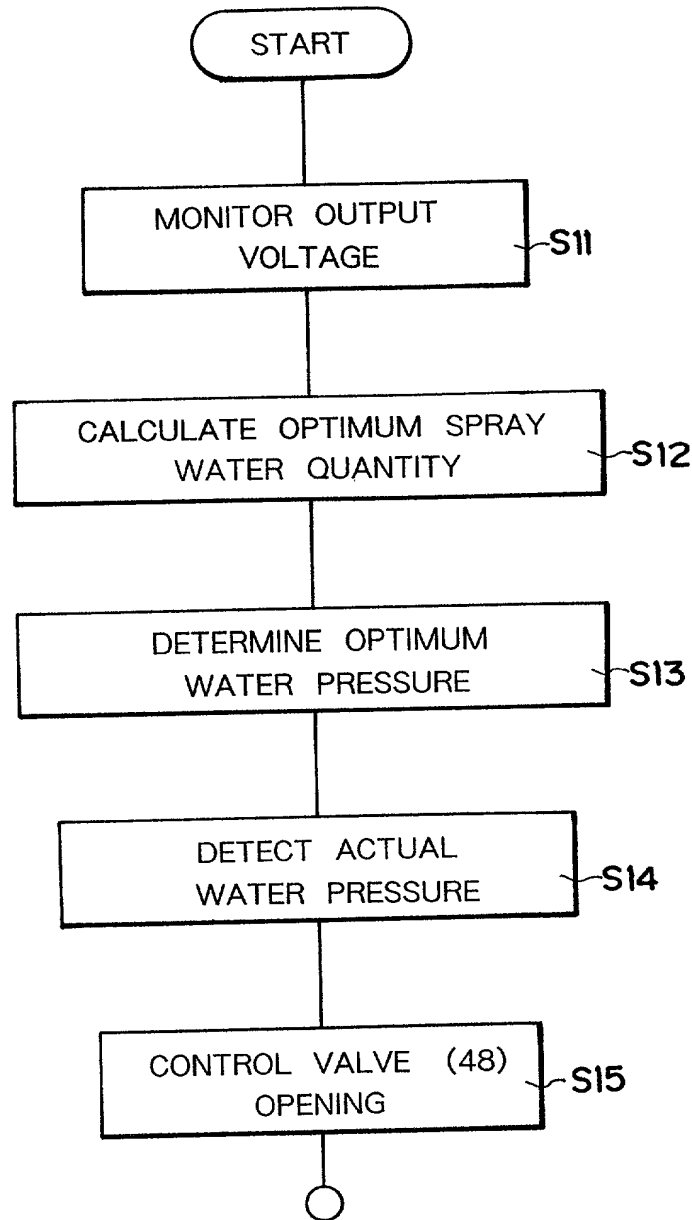 START
MONITOR OUTPUT
VOLTAGE
S11
CALCULATE OPTIMUM SPRAY
WATER QUANTITY
S12
DETERMINE OPTIMUM
WATER PRESSURE
S13
DETECT ACTUAL
WATER PRESSURE
S14
CONTROL VALVE (48)
OPENING
S15